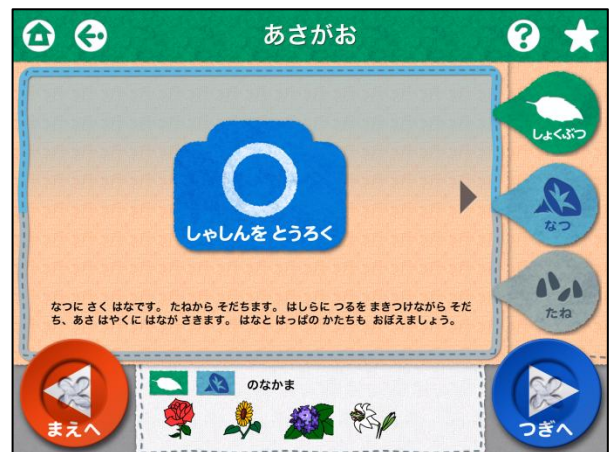 あさがお
?
しゃしんを とうろく
しょくぶつ
なつ
たね
なつに さく はなです。 たねから そだちます。 はしらに つるを まきつけながら そだ
ち、あさ はやくに はなが さきます。 はなと はっぱの かたちも おぼえましょう。
のなかま
まえへ
つぎへ